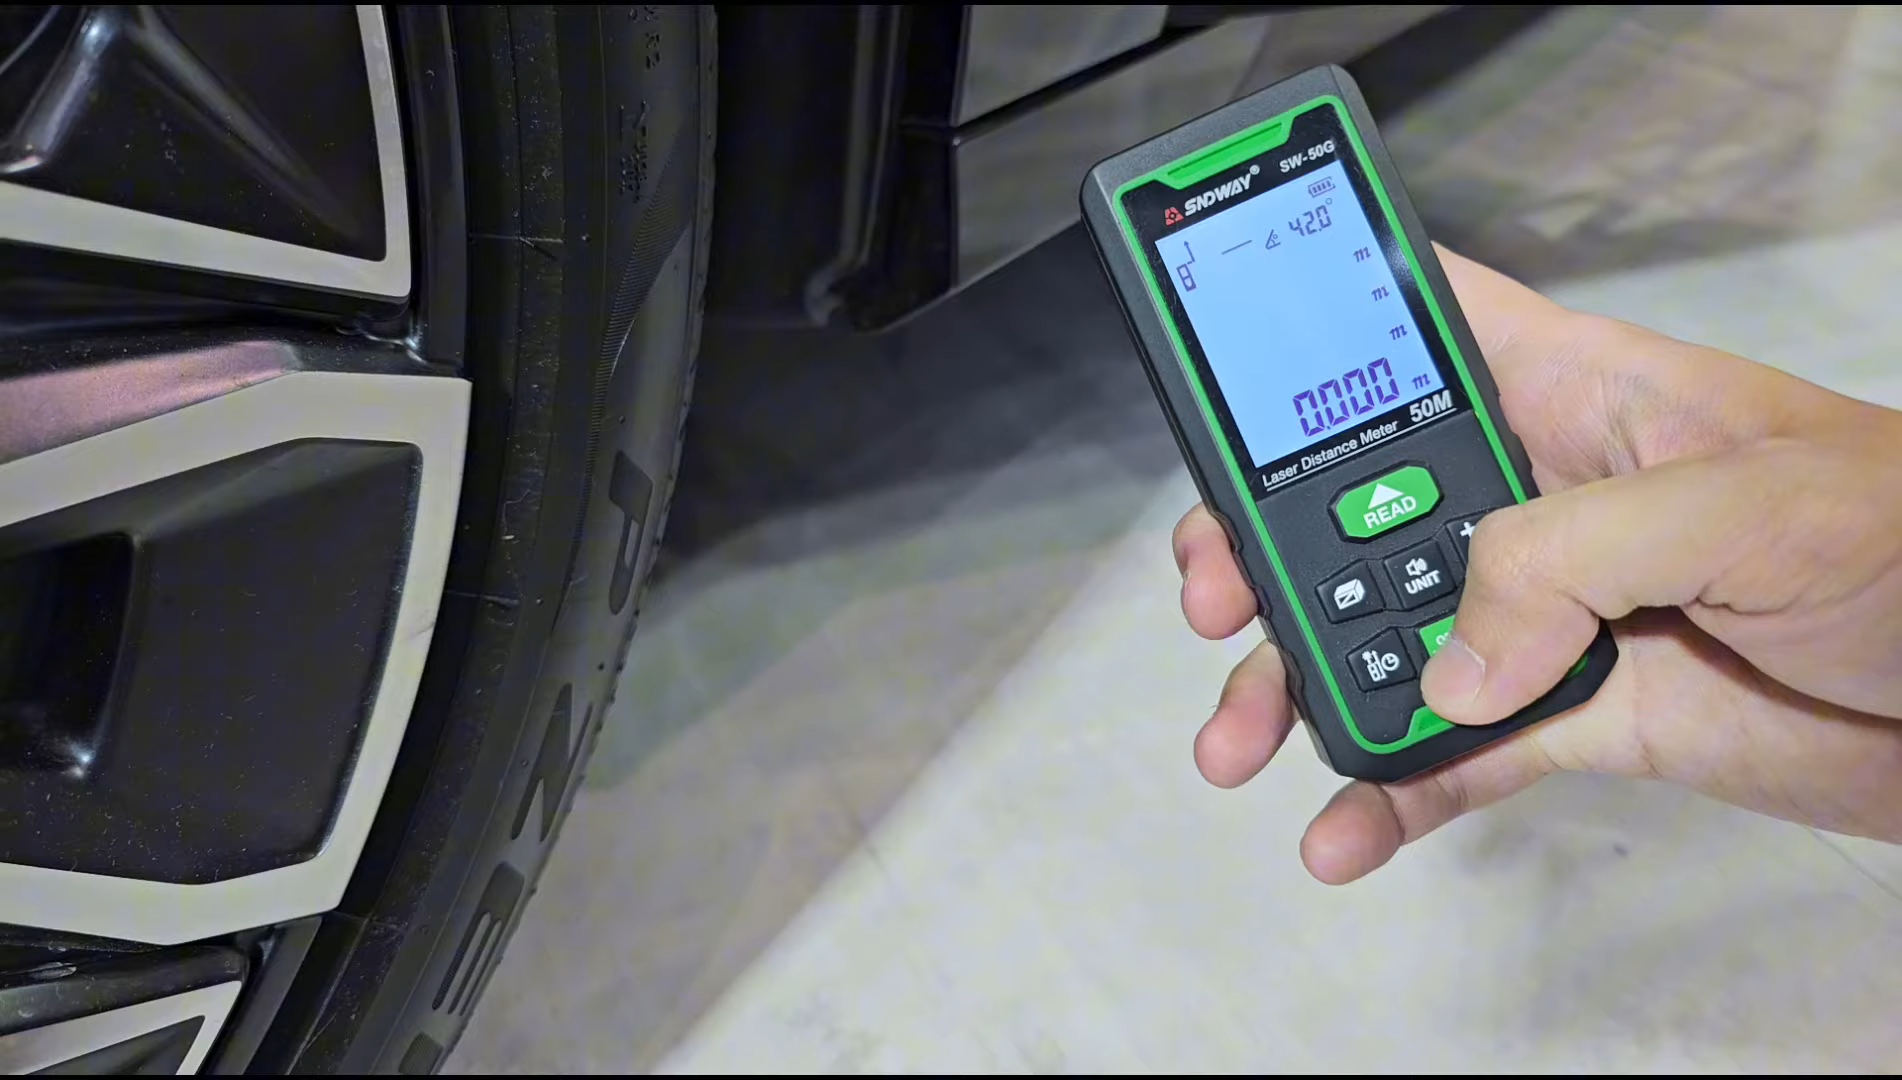 SNDWAY® SW-50G
42.0°
m
m
m
0.000 m
Laser Distance Meter 50M
READ
UNIT